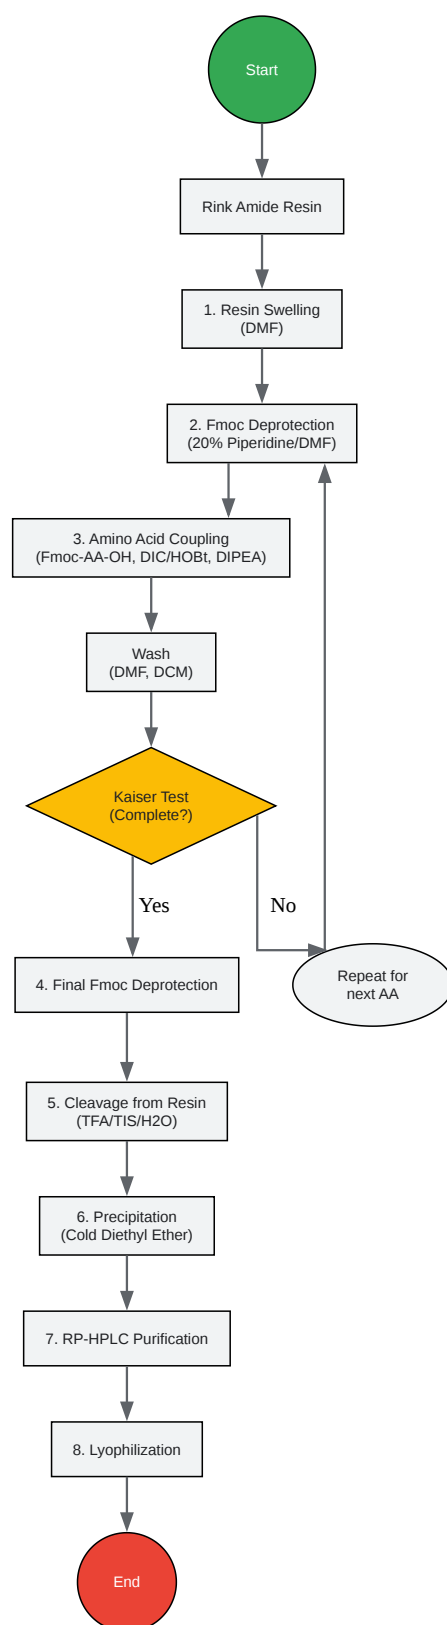 Start
Rink Amide Resin
1. Resin Swelling
(DMF)
2. Fmoc Deprotection
(20% Piperidine/DMF)
3. Amino Acid Coupling
(Fmoc-AA-OH, DIC/HOBt, DIPEA)
Wash
(DMF, DCM)
Kaiser Test
(Complete?)
Yes
No
Repeat for
next AA
4. Final Fmoc Deprotection
5. Cleavage from Resin
(TFA/TIS/H2O)
6. Precipitation
(Cold Diethyl Ether)
7. RP-HPLC Purification
8. Lyophilization
End